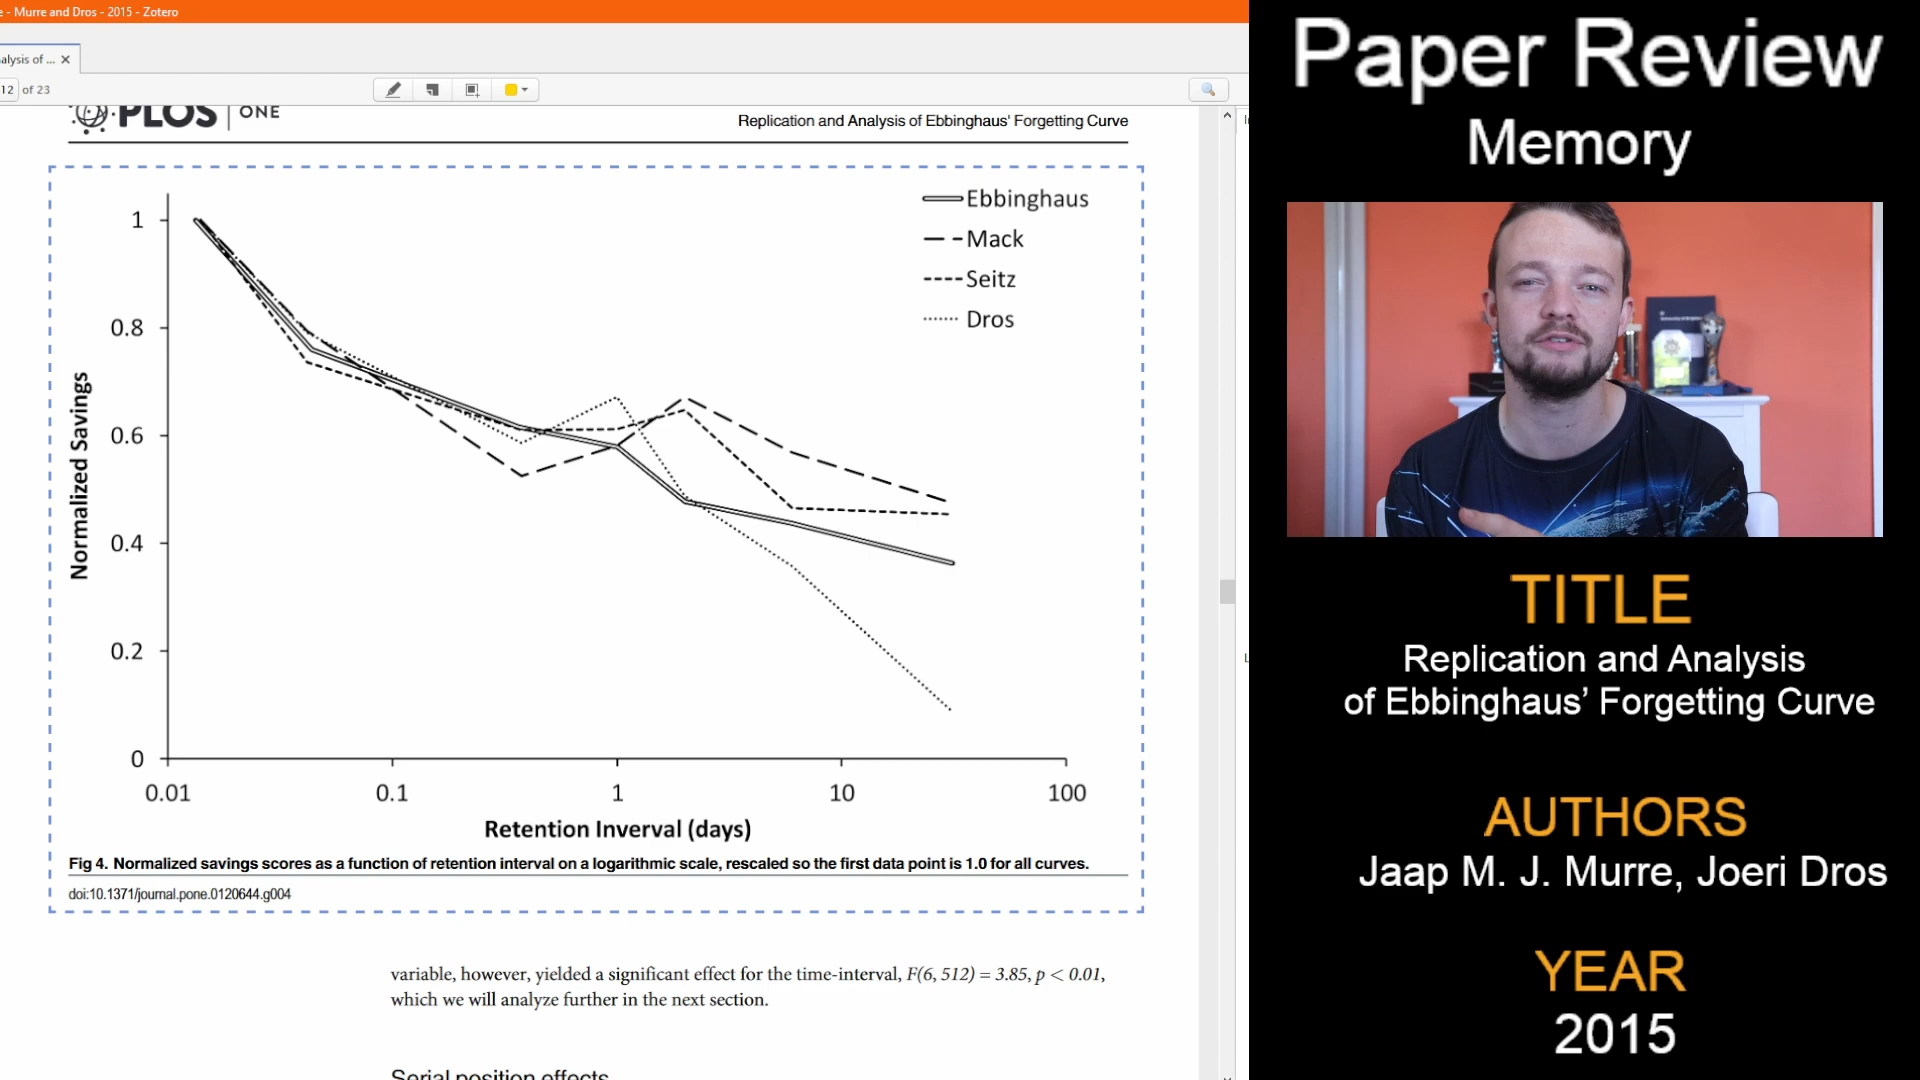 e - Murre and Dros - 2015 - Zotero
alysis of ...
12 of 23
PLOS ONE
Replication and Analysis of Ebbinghaus' Forgetting Curve
Ebbinghaus
Mack
Seitz
Dros
1
0.8
0.6
0.4
0.2
0
Normalized Savings
0.01 0.1 1 10 100
Retention Inverval (days)
Fig 4. Normalized savings scores as a function of retention interval on a logarithmic scale, rescaled so the first data point is 1.0 for all curves.
doi:10.1371/journal.pone.0120644.g004
variable, however, yielded a significant effect for the time-interval, F(6, 512) = 3.85, p < 0.01,
which we will analyze further in the next section.
Serial position effects
Paper Review
Memory
TITLE
Replication and Analysis
of Ebbinghaus’ Forgetting Curve
AUTHORS
Jaap M. J. Murre, Joeri Dros
YEAR
2015